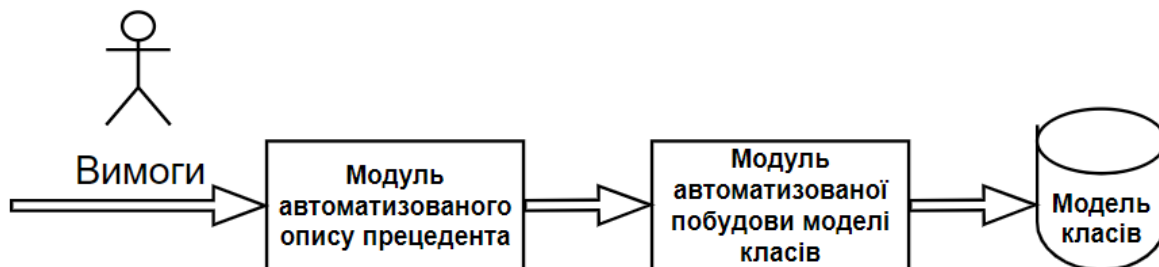 Вимоги
Модуль
автоматизованого
опису прецедента
Модуль
автоматизованої
побудови моделі
класів
Модель
класів